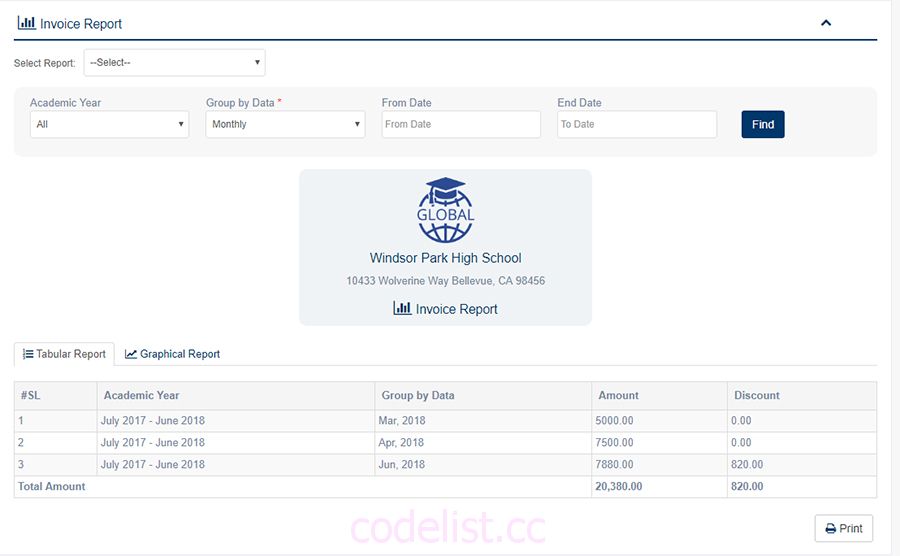 Invoice Report
Select Report: --Select--
Academic Year Group by Data * From Date End Date
All Monthly From Date To Date Find
GLOBAL
Windsor Park High School
10433 Wolverine Way Bellevue, CA 98456
Invoice Report
Tabular Report Graphical Report
#SL Academic Year Group by Data Amount Discount
1 July 2017 - June 2018 Mar, 2018 5000.00 0.00
2 July 2017 - June 2018 Apr, 2018 7500.00 0.00
3 July 2017 - June 2018 Jun, 2018 7880.00 820.00
Total Amount 20,380.00 820.00
codelist.cc
Print